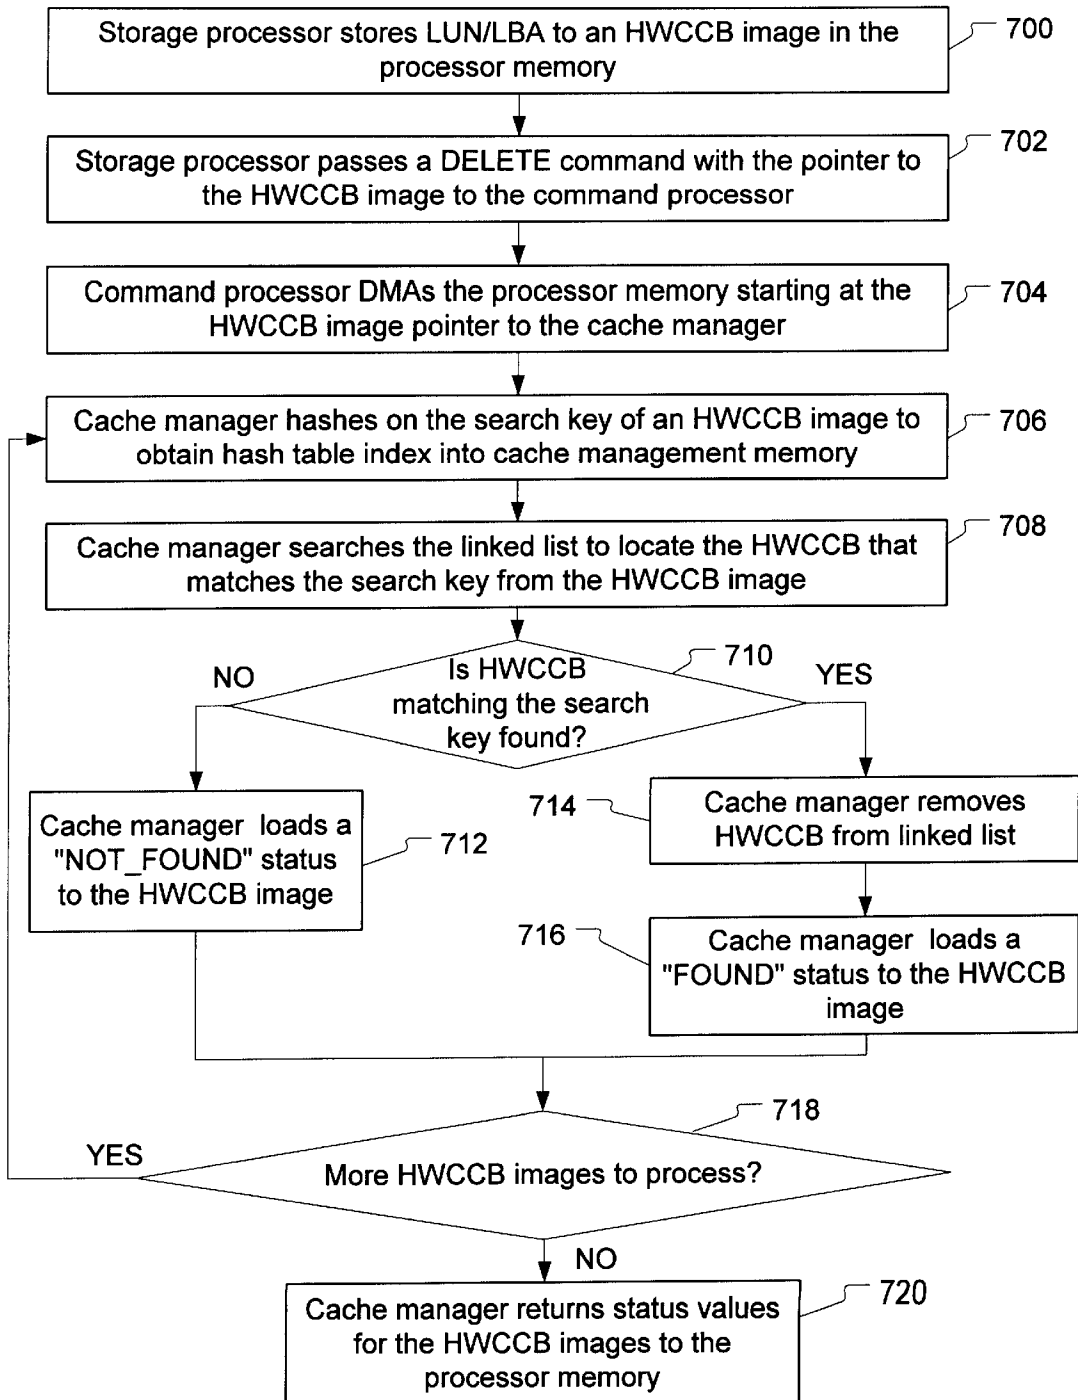 Storage processor stores LUN/LBA to an HWCCB image in the
processor memory
700
Storage processor passes a DELETE command with the pointer to
the HWCCB image to the command processor
702
Command processor DMAs the processor memory starting at the
HWCCB image pointer to the cache manager
704
Cache manager hashes on the search key of an HWCCB image to
obtain hash table index into cache management memory
706
Cache manager searches the linked list to locate the HWCCB that
matches the search key from the HWCCB image
708
Is HWCCB
matching the search
key found?
710
NO
YES
Cache manager loads a
"NOT_FOUND" status
to the HWCCB image
712
714
Cache manager removes
HWCCB from linked list
716
Cache manager loads a
"FOUND" status to the HWCCB
image
718
YES
More HWCCB images to process?
NO
Cache manager returns status values
for the HWCCB images to the
processor memory
720